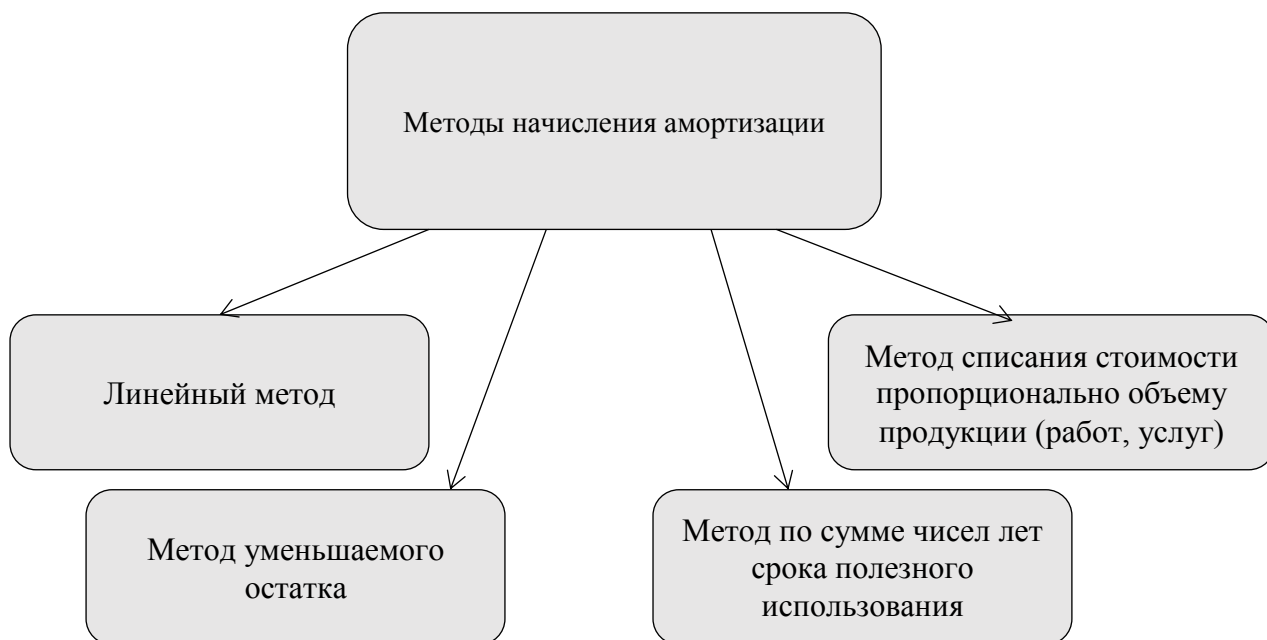 Методы начисления амортизации
Линейный метод
Метод списания стоимости
пропорционально объему
продукции (работ, услуг)
Метод уменьшаемого
остатка
Метод по сумме чисел лет
срока полезного
использования